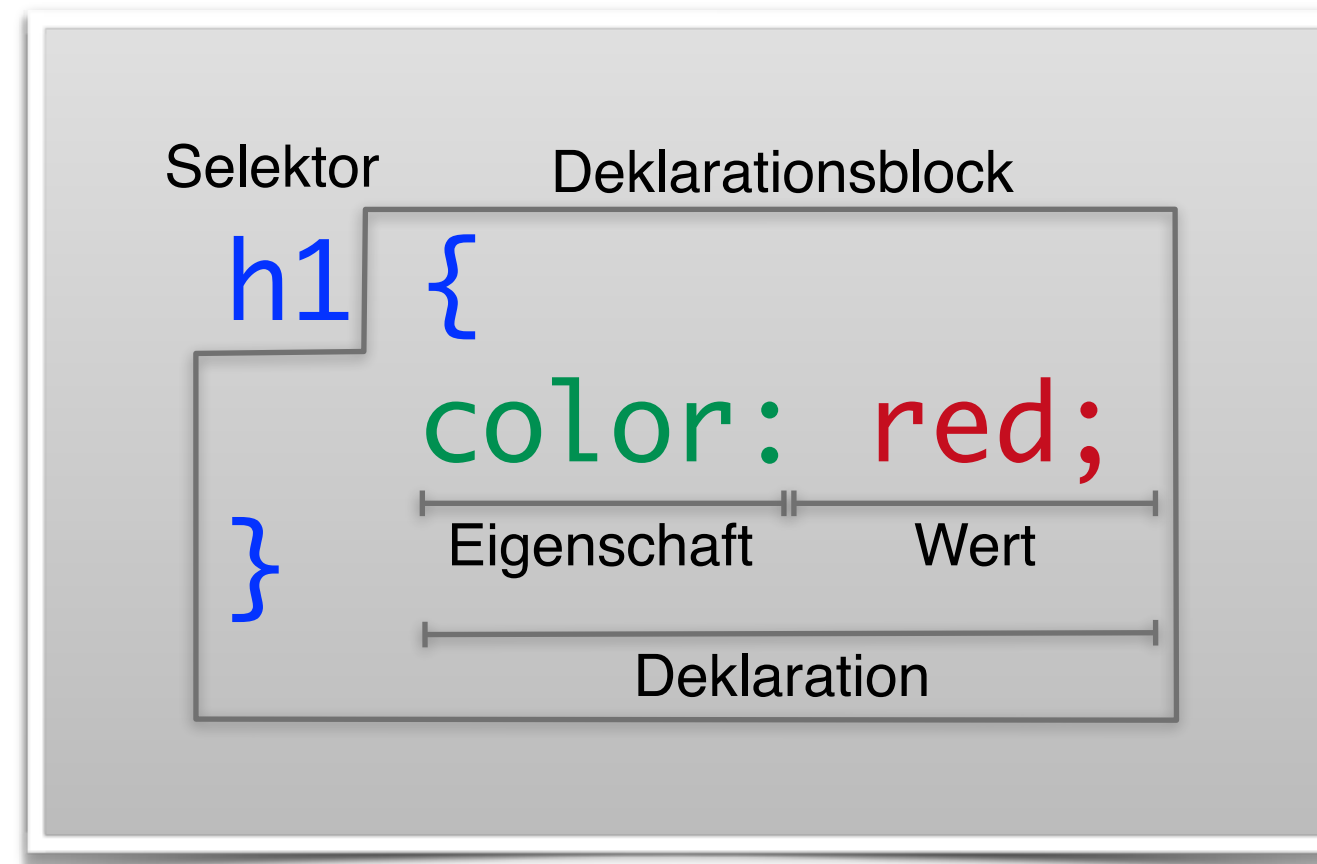 Selektor Deklarationsblock
h1 {
color: red;
Eigenschaft Wert
}
Deklaration